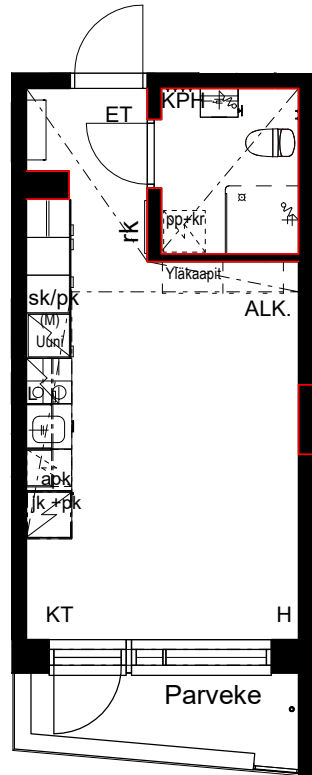 KPH
ET
rk
pp+kr
Yläkaapit
sk/pk
ALK.
(M)
Uuni
L
apk
jk +pk
KT
H
Parveke